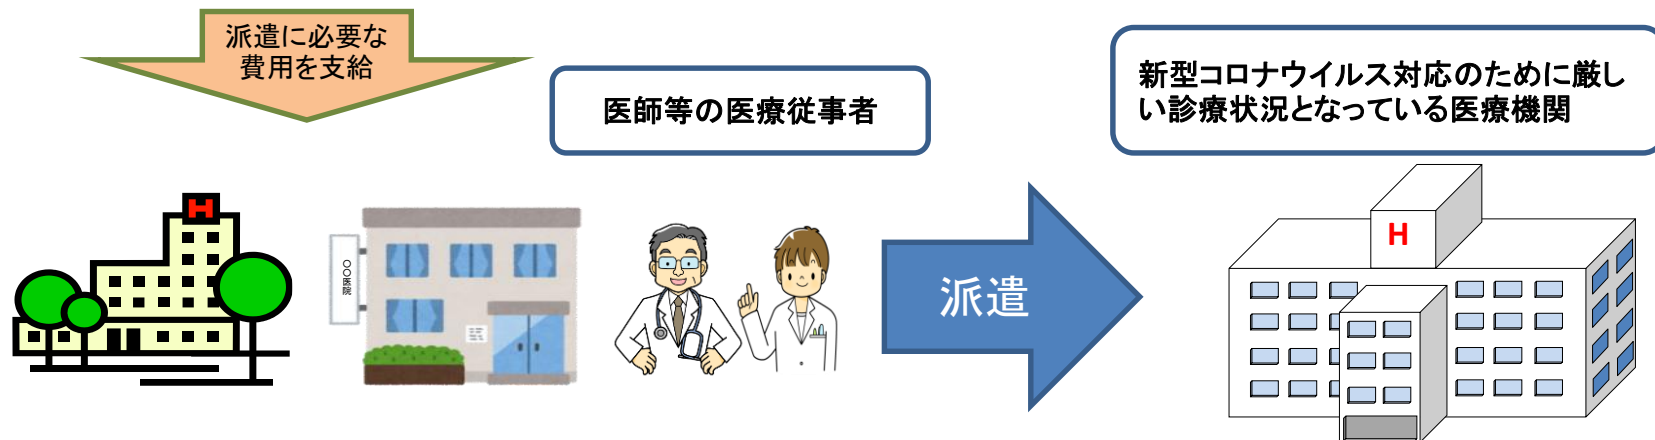 派遣に必要な
費用を支給
医師等の医療従事者
新型コロナウイルス対応のために厳し
い診療状況となっている医療機関
H
〇〇医院
派遣
H